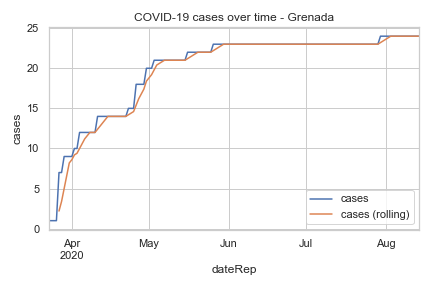 COVID-19 cases over time - Grenada
25
20
15
10
5
0
cases
Apr
2020
May
Jun
Jul
Aug
dateRep
cases
cases (rolling)